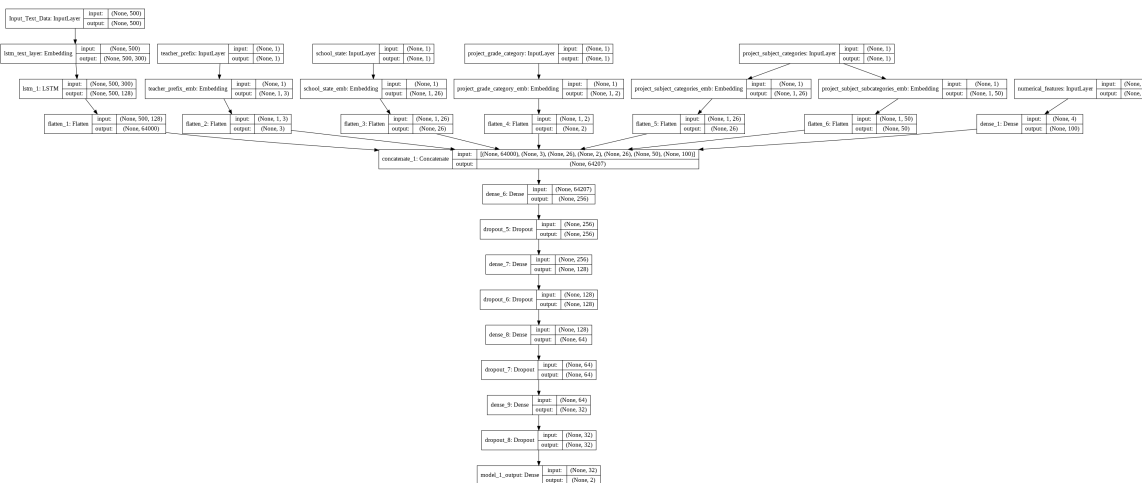 Input_Text_Data: InputLayer input: (None, 500)
output: (None, 500)
lstm_text_layer: Embedding input: (None, 500)
output: (None, 500, 300)
teacher_prefix: InputLayer input: (None, 1)
output: (None, 1)
school_state: InputLayer input: (None, 1)
output: (None, 1)
project_grade_category: InputLayer input: (None, 1)
output: (None, 1)
project_subject_categories: InputLayer input: (None, 1)
output: (None, 1)
lstm_1: LSTM input: (None, 500, 300)
output: (None, 500, 128)
teacher_prefix_emb: Embedding input: (None, 1)
output: (None, 1, 3)
school_state_emb: Embedding input: (None, 1)
output: (None, 1, 26)
project_grade_category_emb: Embedding input: (None, 1)
output: (None, 1, 2)
project_subject_categories_emb: Embedding input: (None, 1)
output: (None, 1, 26)
project_subject_subcategories_emb: Embedding input: (None, 1)
output: (None, 1, 50)
numerical_features: InputLayer input: (None,
output: (None,
flatten_1: Flatten input: (None, 500, 128)
output: (None, 64000)
flatten_2: Flatten input: (None, 1, 3)
output: (None, 3)
flatten_3: Flatten input: (None, 1, 26)
output: (None, 26)
flatten_4: Flatten input: (None, 1, 2)
output: (None, 2)
flatten_5: Flatten input: (None, 1, 26)
output: (None, 26)
flatten_6: Flatten input: (None, 1, 50)
output: (None, 50)
dense_1: Dense input: (None, 4)
output: (None, 100)
concatenate_1: Concatenate input: [(None, 64000), (None, 3), (None, 26), (None, 2), (None, 26), (None, 50), (None, 100)]
output: (None, 64207)
dense_6: Dense input: (None, 64207)
output: (None, 256)
dropout_5: Dropout input: (None, 256)
output: (None, 256)
dense_7: Dense input: (None, 256)
output: (None, 128)
dropout_6: Dropout input: (None, 128)
output: (None, 128)
dense_8: Dense input: (None, 128)
output: (None, 64)
dropout_7: Dropout input: (None, 64)
output: (None, 64)
dense_9: Dense input: (None, 64)
output: (None, 32)
dropout_8: Dropout input: (None, 32)
output: (None, 32)
model_1_output: Dense input: (None, 32)
output: (None, 2)